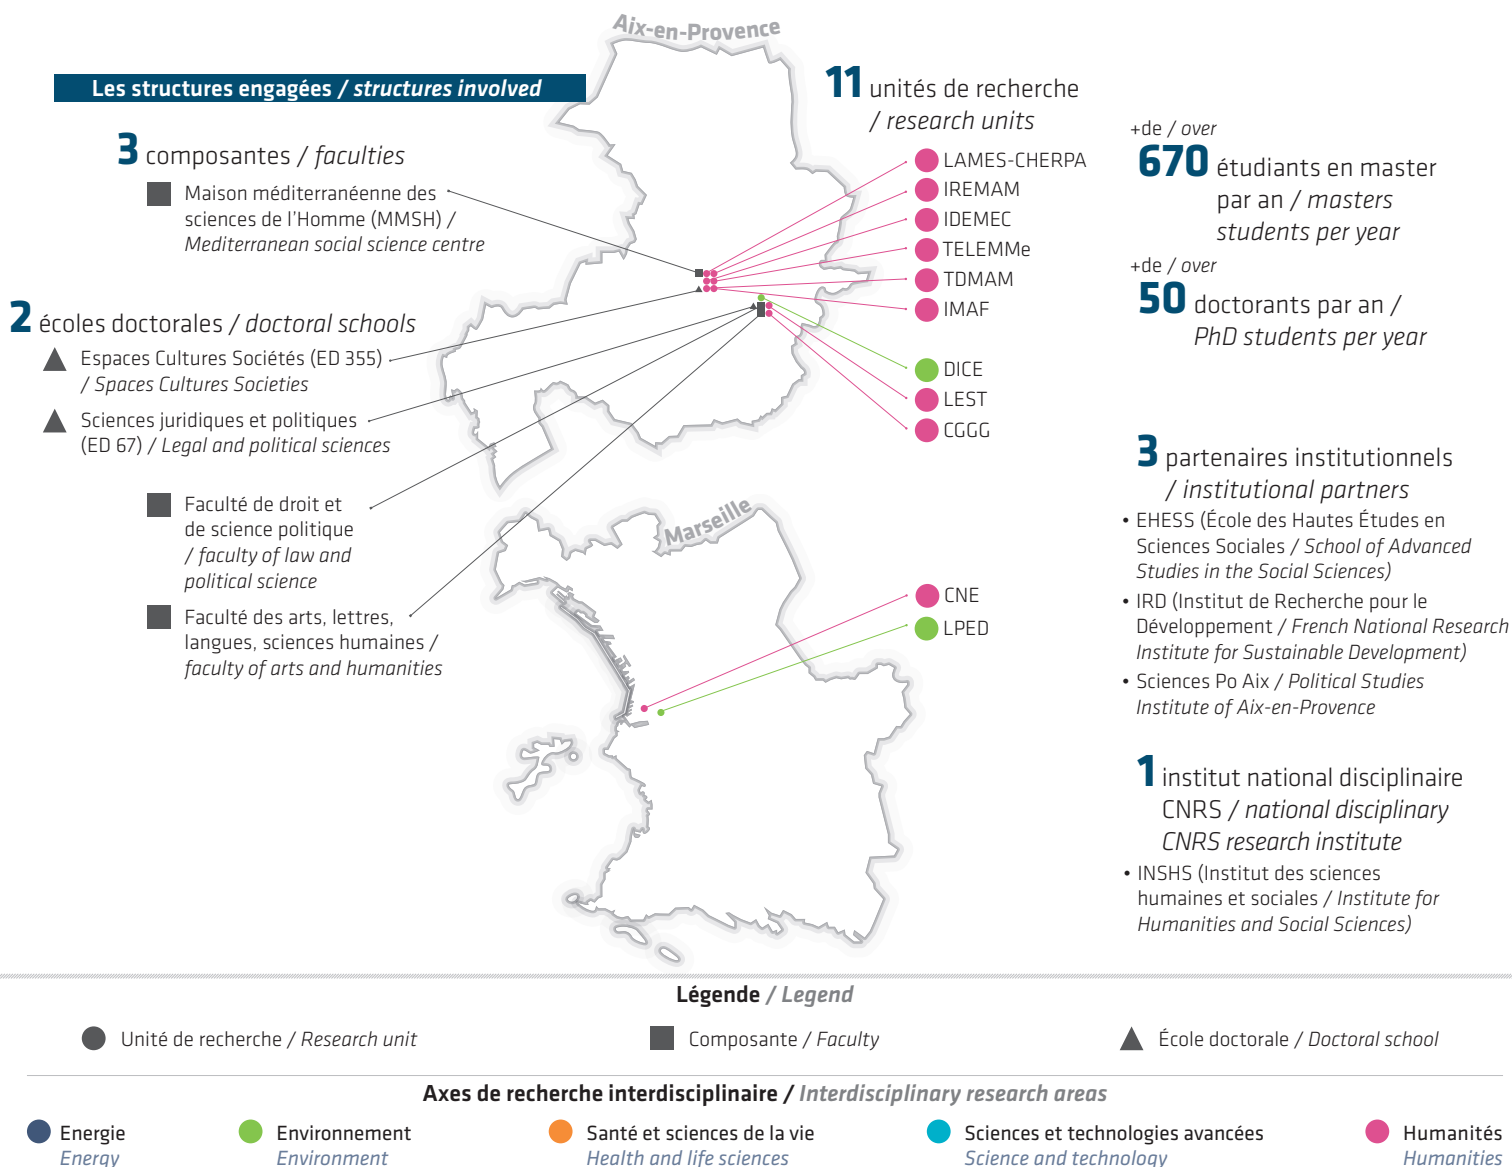 Aix-en-Provence
Les structures engagées / structures involved
3 composantes / faculties
Maison méditerranéenne des
sciences de l'Homme (MMSH) /
Mediterranean social science centre
2 écoles doctorales / doctoral schools
Espaces Cultures Sociétés (ED 355)
/ Spaces Cultures Societies
Sciences juridiques et politiques
(ED 67) / Legal and political sciences
Faculté de droit et
de science politique
/ faculty of law and
political science
Faculté des arts, lettres,
langues, sciences humaines /
faculty of arts and humanities
11 unités de recherche
/ research units
LAMES-CHERPA
IREMAM
IDEMEC
TELEMMe
TDMAM
IMAF
DICE
LEST
CGGG
Marseille
CNE
LPED
+de / over
670 étudiants en master
par an / masters
students per year
+de / over
50 doctorants par an /
PhD students per year
3 partenaires institutionnels
/ institutional partners
• EHESS (École des Hautes Études en
Sciences Sociales / School of Advanced
Studies in the Social Sciences)
• IRD (Institut de Recherche pour le
Développement / French National Research
Institute for Sustainable Development)
• Sciences Po Aix / Political Studies
Institute of Aix-en-Provence
1 institut national disciplinaire
CNRS / national disciplinary
CNRS research institute
• INSHS (Institut des sciences
humaines et sociales / Institute for
Humanities and Social Sciences)
Légende / Legend
Unité de recherche / Research unit
Composante / Faculty
École doctorale / Doctoral school
Axes de recherche interdisciplinaire / Interdisciplinary research areas
Energie
Energy
Environnement
Environment
Santé et sciences de la vie
Health and life sciences
Sciences et technologies avancées
Science and technology
Humanités
Humanities